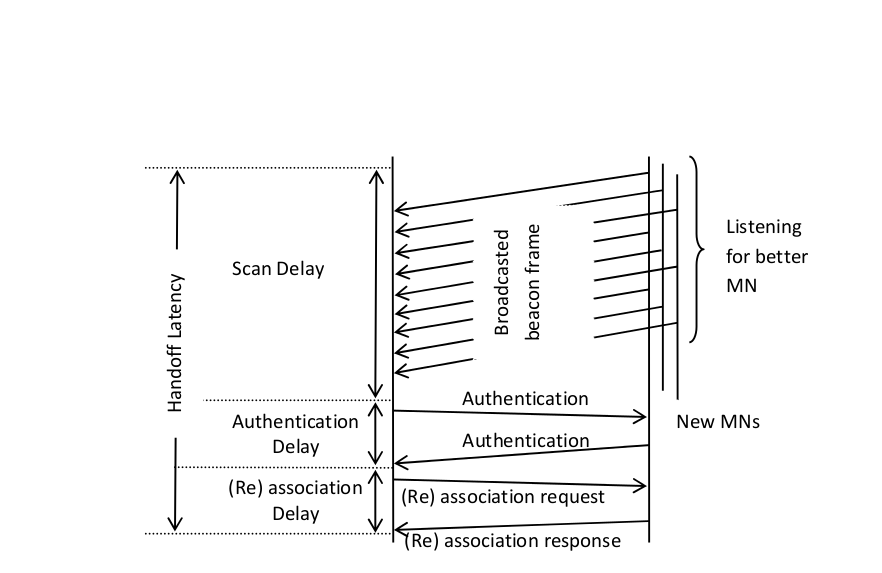 Listening
for better
MN
Broadcasted
beacon frame
Scan Delay
Handoff Latency
Authentication
New MNs
Authentication
Delay
Authentication
(Re) association
Delay
(Re) association request
(Re) association response